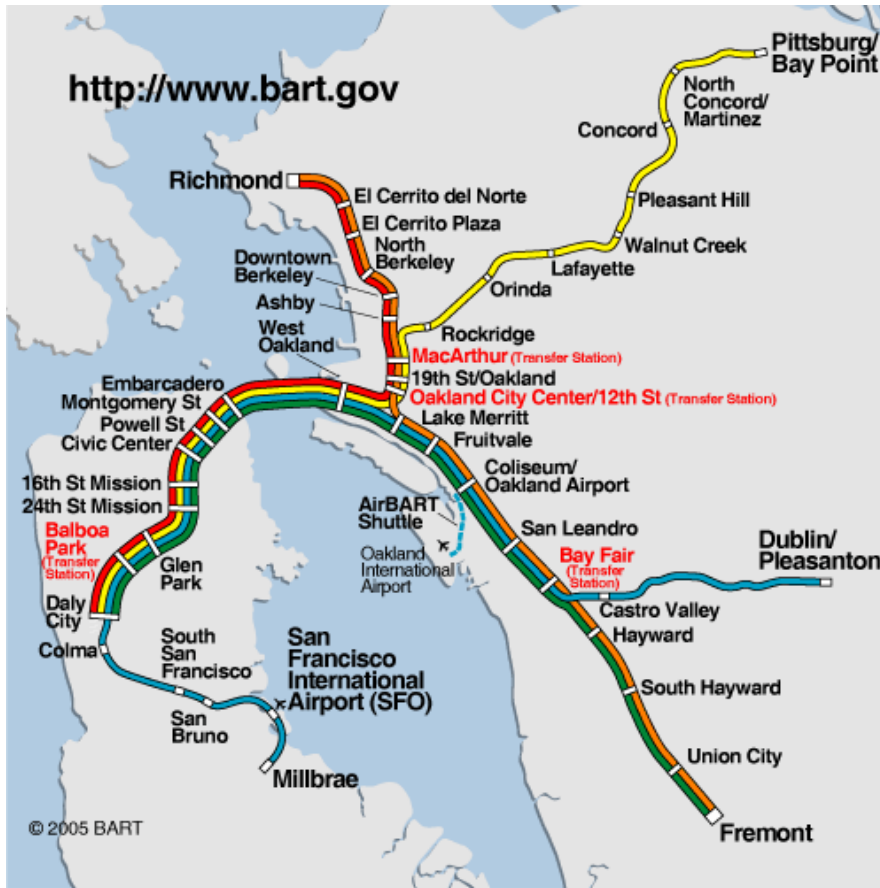 http://www.bart.gov
Pittsburg/
Bay Point
North
Concord/
Martinez
Concord
Pleasant Hill
Walnut Creek
Lafayette
Orinda
Rockridge
Richmond
El Cerrito del Norte
El Cerrito Plaza
North
Berkeley
Downtown
Berkeley
Ashby
West
Oakland
MacArthur (Transfer Station)
19th St/Oakland
Oakland City Center/12th St (Transfer Station)
Lake Merritt
Fruitvale
Coliseum/
Oakland Airport
San Leandro
Bay Fair
(Transfer
Station)
Dublin/
Pleasanton
Castro Valley
Hayward
South Hayward
Union City
Fremont
AirBART
Shuttle
Oakland
International
Airport
Embarcadero
Montgomery St
Powell St
Civic Center
16th St Mission
24th St Mission
Glen
Park
Balboa
Park
(Transfer
Station)
Daly
City
Colma
South
San
Francisco
San
Bruno
San
Francisco
International
Airport (SFO)
Millbrae
© 2005 BART